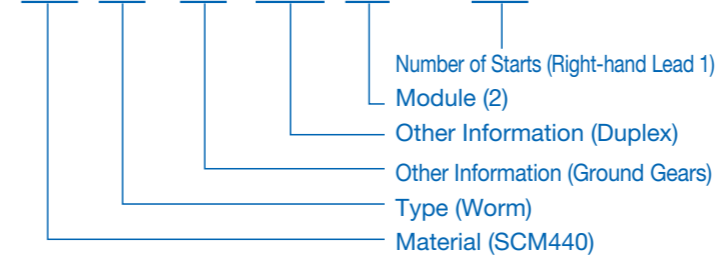 Number of Starts (Right-hand Lead 1)
Module (2)
Other Information (Duplex)
Other Information (Ground Gears)
Type (Worm)
Material (SCM440)